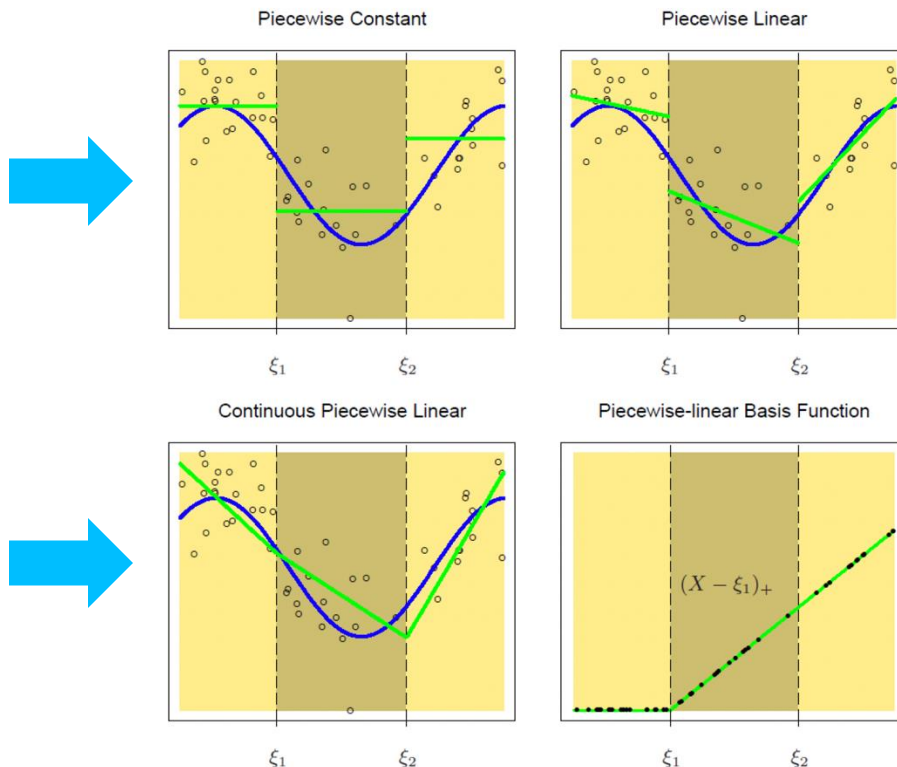 Piecewise Constant
Piecewise Linear
ξ₁ ξ₂
ξ₁ ξ₂
Continuous Piecewise Linear
Piecewise-linear Basis Function
(X − ξ₁)₊
ξ₁ ξ₂
ξ₁ ξ₂